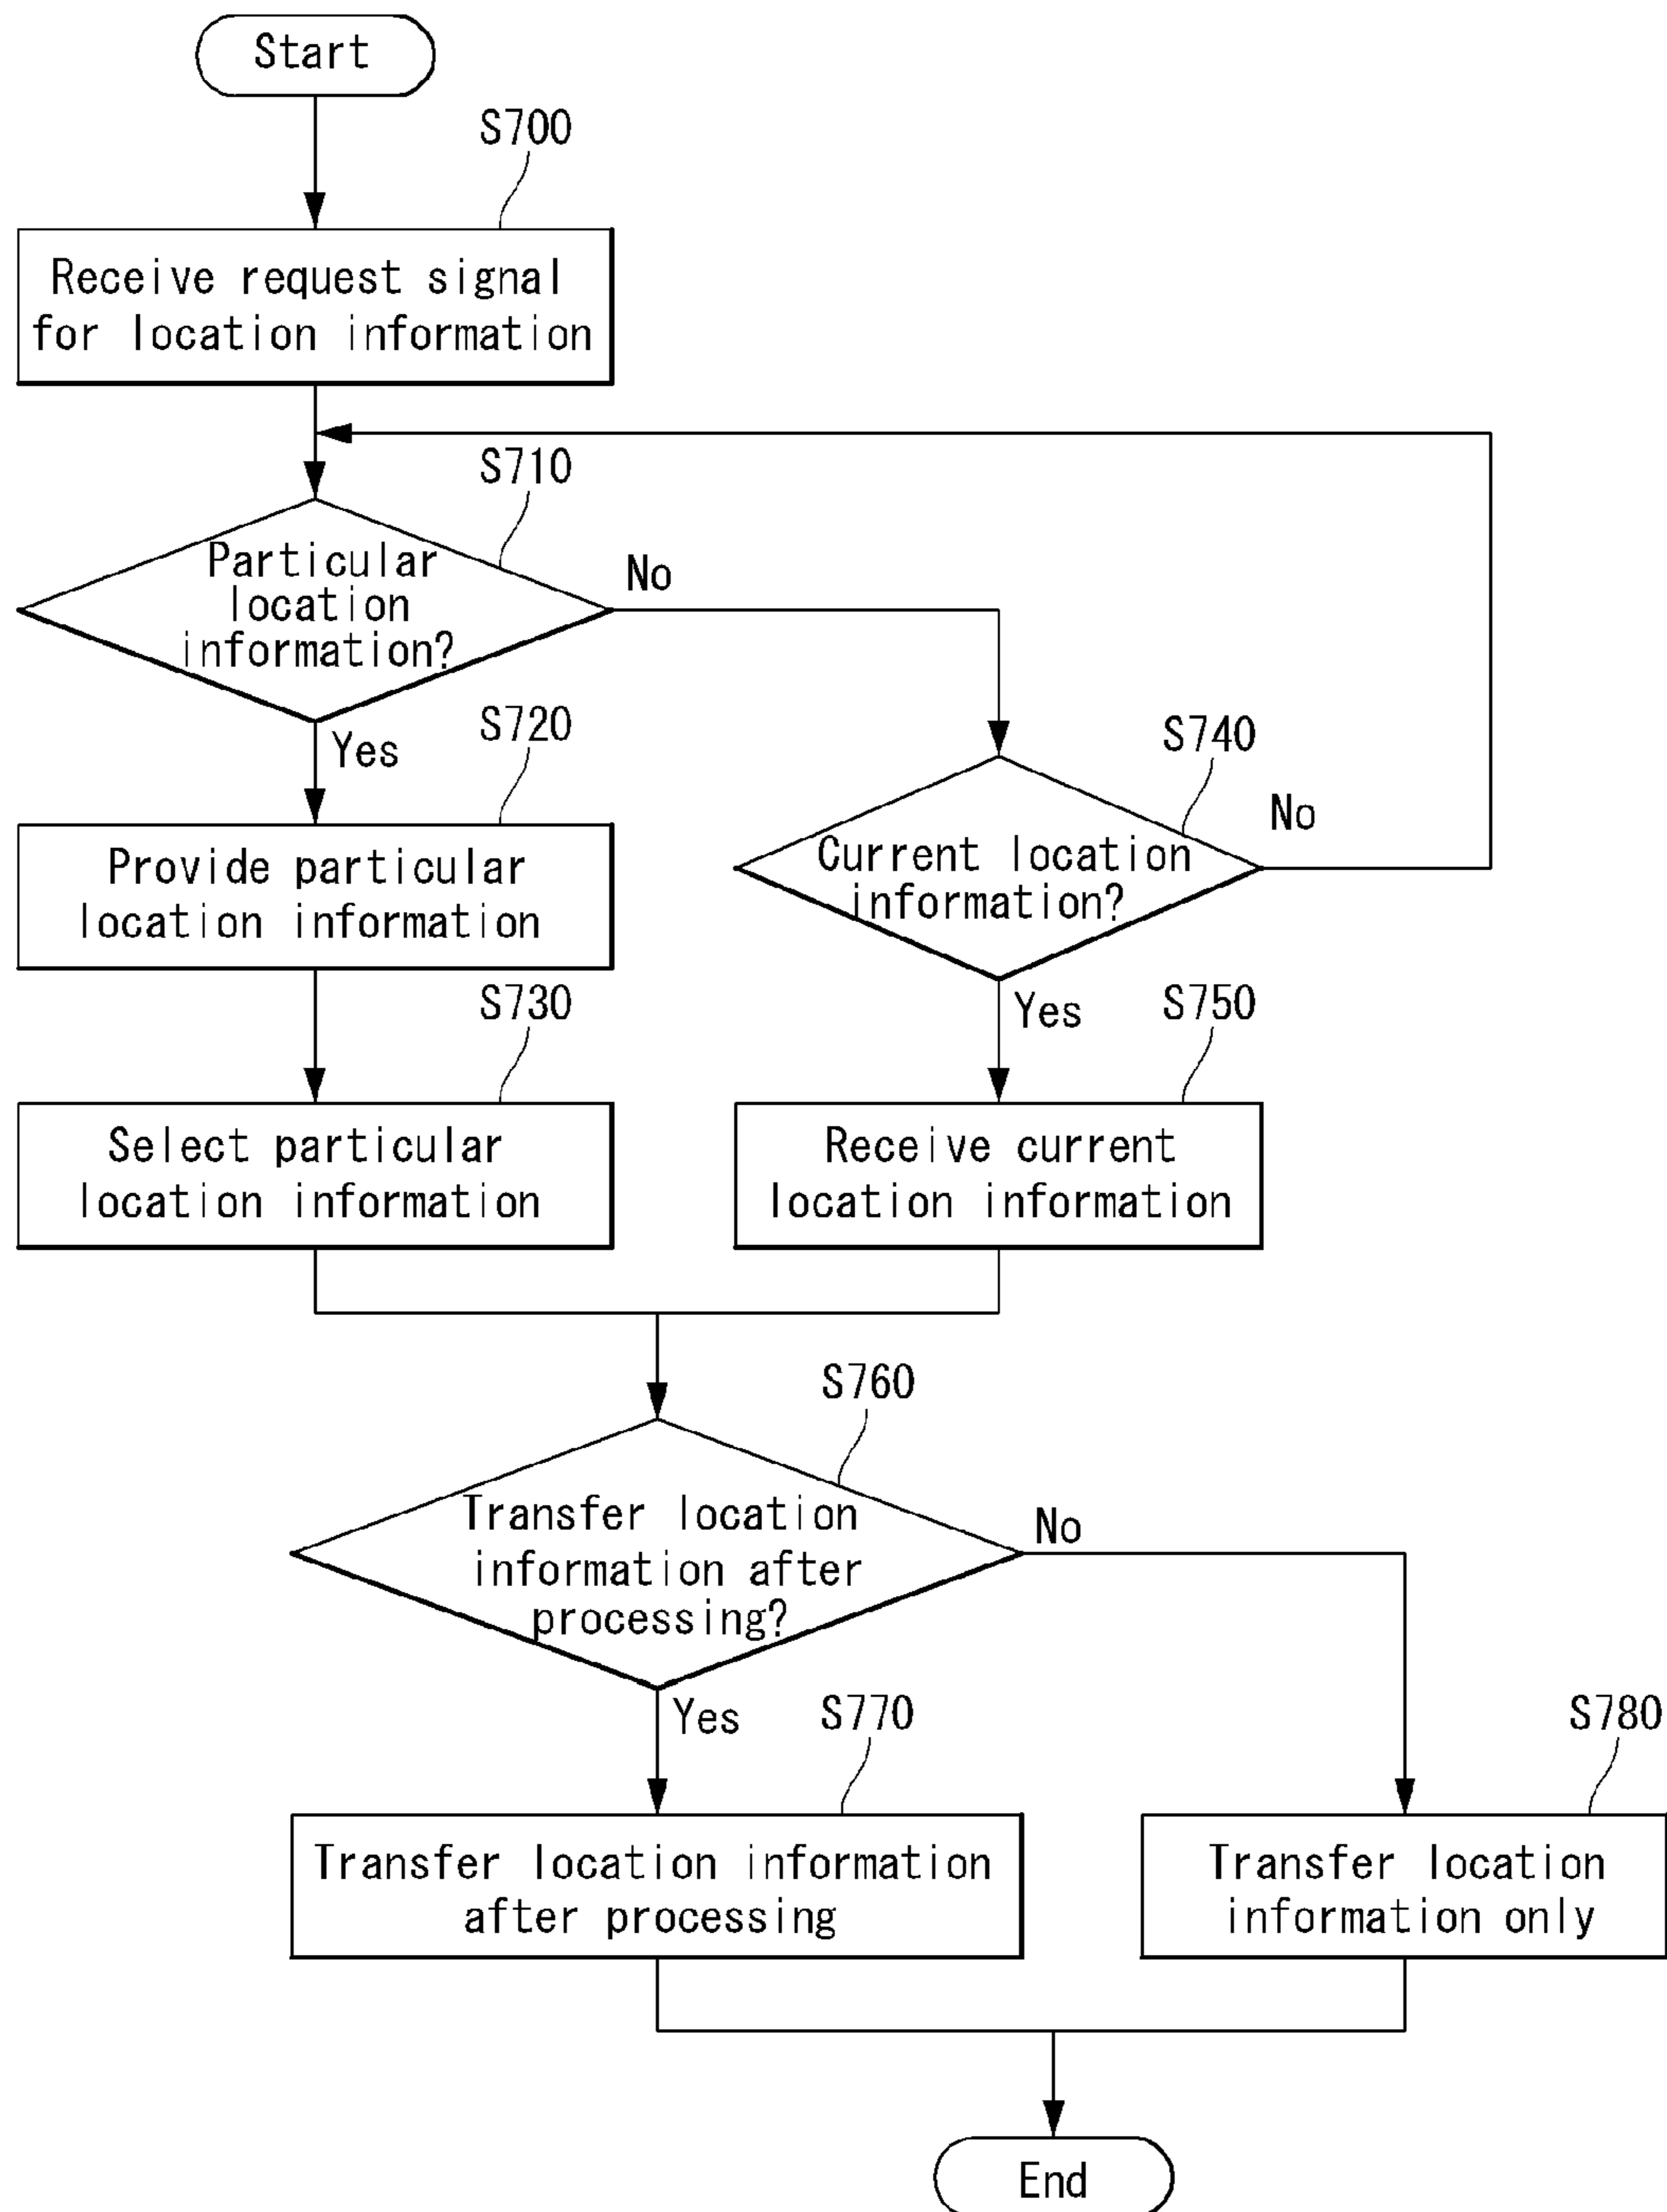 Start
S700
Receive request signal
for location information
S710
Particular
location
information?
No
Yes
S720
Provide particular
location information
S740
Current location
information?
No
Yes
S730
Select particular
location information
S750
Receive current
location information
S760
Transfer location
information after
processing?
No
Yes
S770
Transfer location information
after processing
S780
Transfer location
information only
End